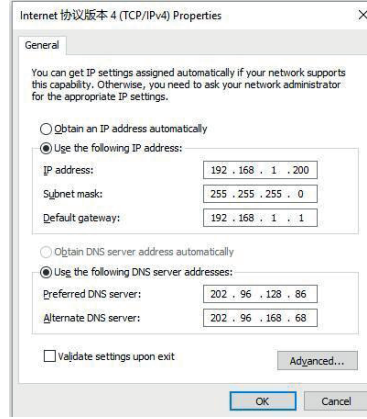 Internet 协议版本 4 (TCP/IPv4) Properties
General
You can get IP settings assigned automatically if your network supports
this capability. Otherwise, you need to ask your network administrator
for the appropriate IP settings.
Obtain an IP address automatically
Use the following IP address:
IP address: 192 . 168 . 1 . 200
Subnet mask: 255 . 255 . 255 . 0
Default gateway: 192 . 168 . 1 . 1
Obtain DNS server address automatically
Use the following DNS server addresses:
Preferred DNS server: 202 . 96 . 128 . 86
Alternate DNS server: 202 . 96 . 168 . 68
Validate settings upon exit
Advanced...
OK Cancel